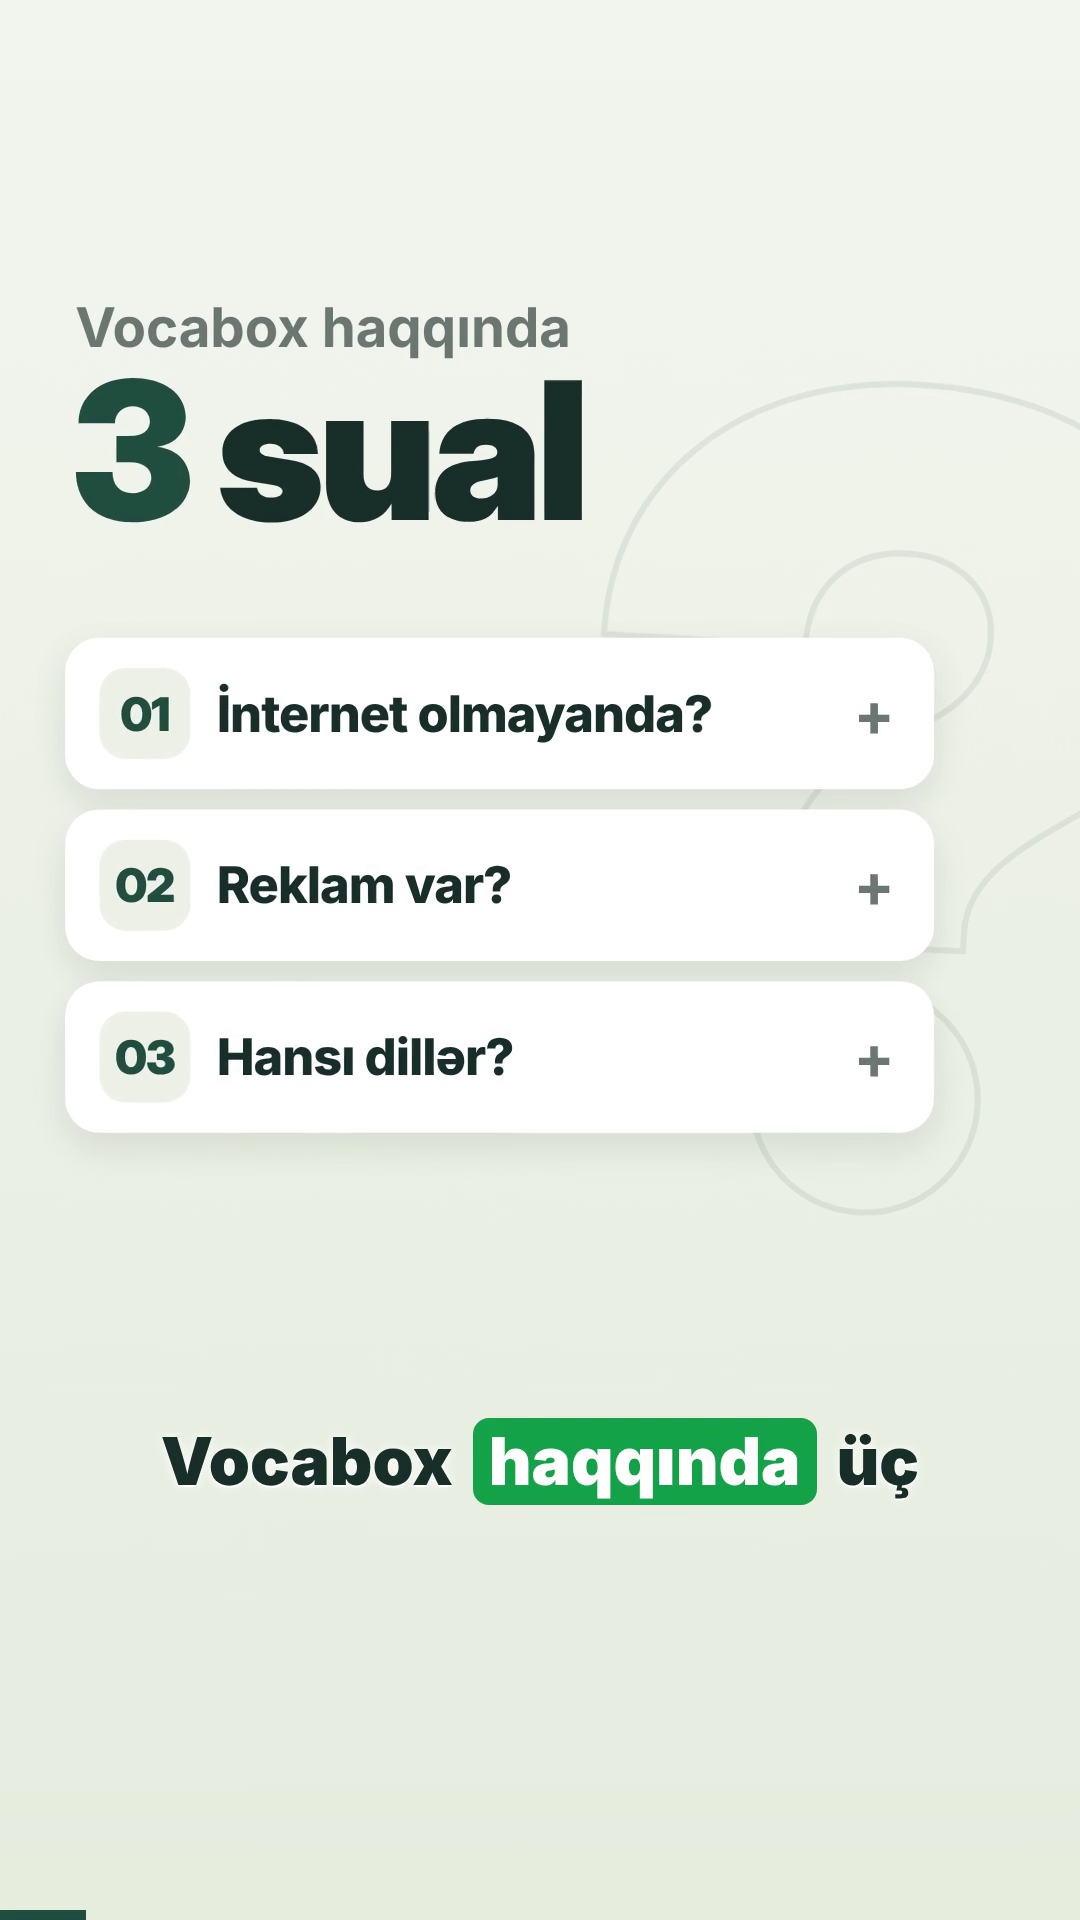 Vocabox haqqında
3 sual
01 İnternet olmayanda? +
02 Reklam var? +
03 Hansı dillər? +
Vocabox haqqında üç